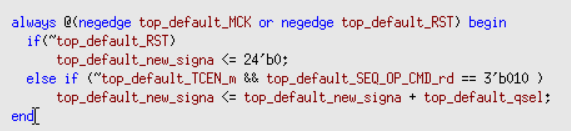 always @(negedge top_default_MCK or negedge top_default_RST) begin
if(~top_default_RST)
top_default_new_signa <= 24'b0;
else if (~top_default_TCEN_m && top_default_SEQ_OP_CMD_rd == 3'b010 )
top_default_new_signa <= top_default_new_signa + top_default_qsel;
end